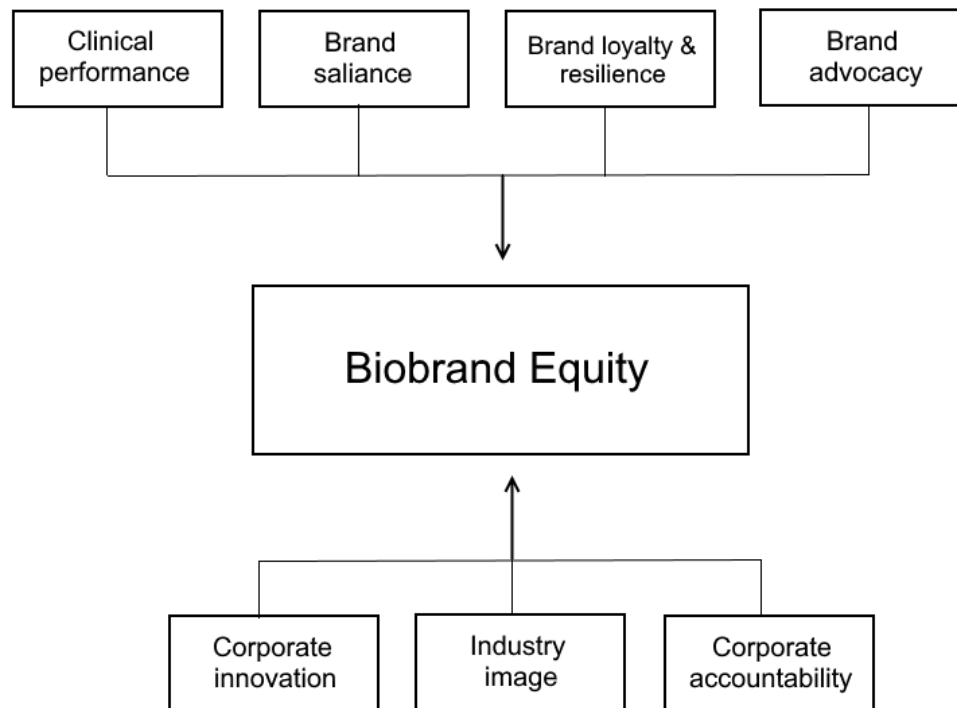 Clinical
performance
Brand
saliance
Brand loyalty &
resilience
Brand
advocacy
Biobrand Equity
Corporate
innovation
Industry
image
Corporate
accountability